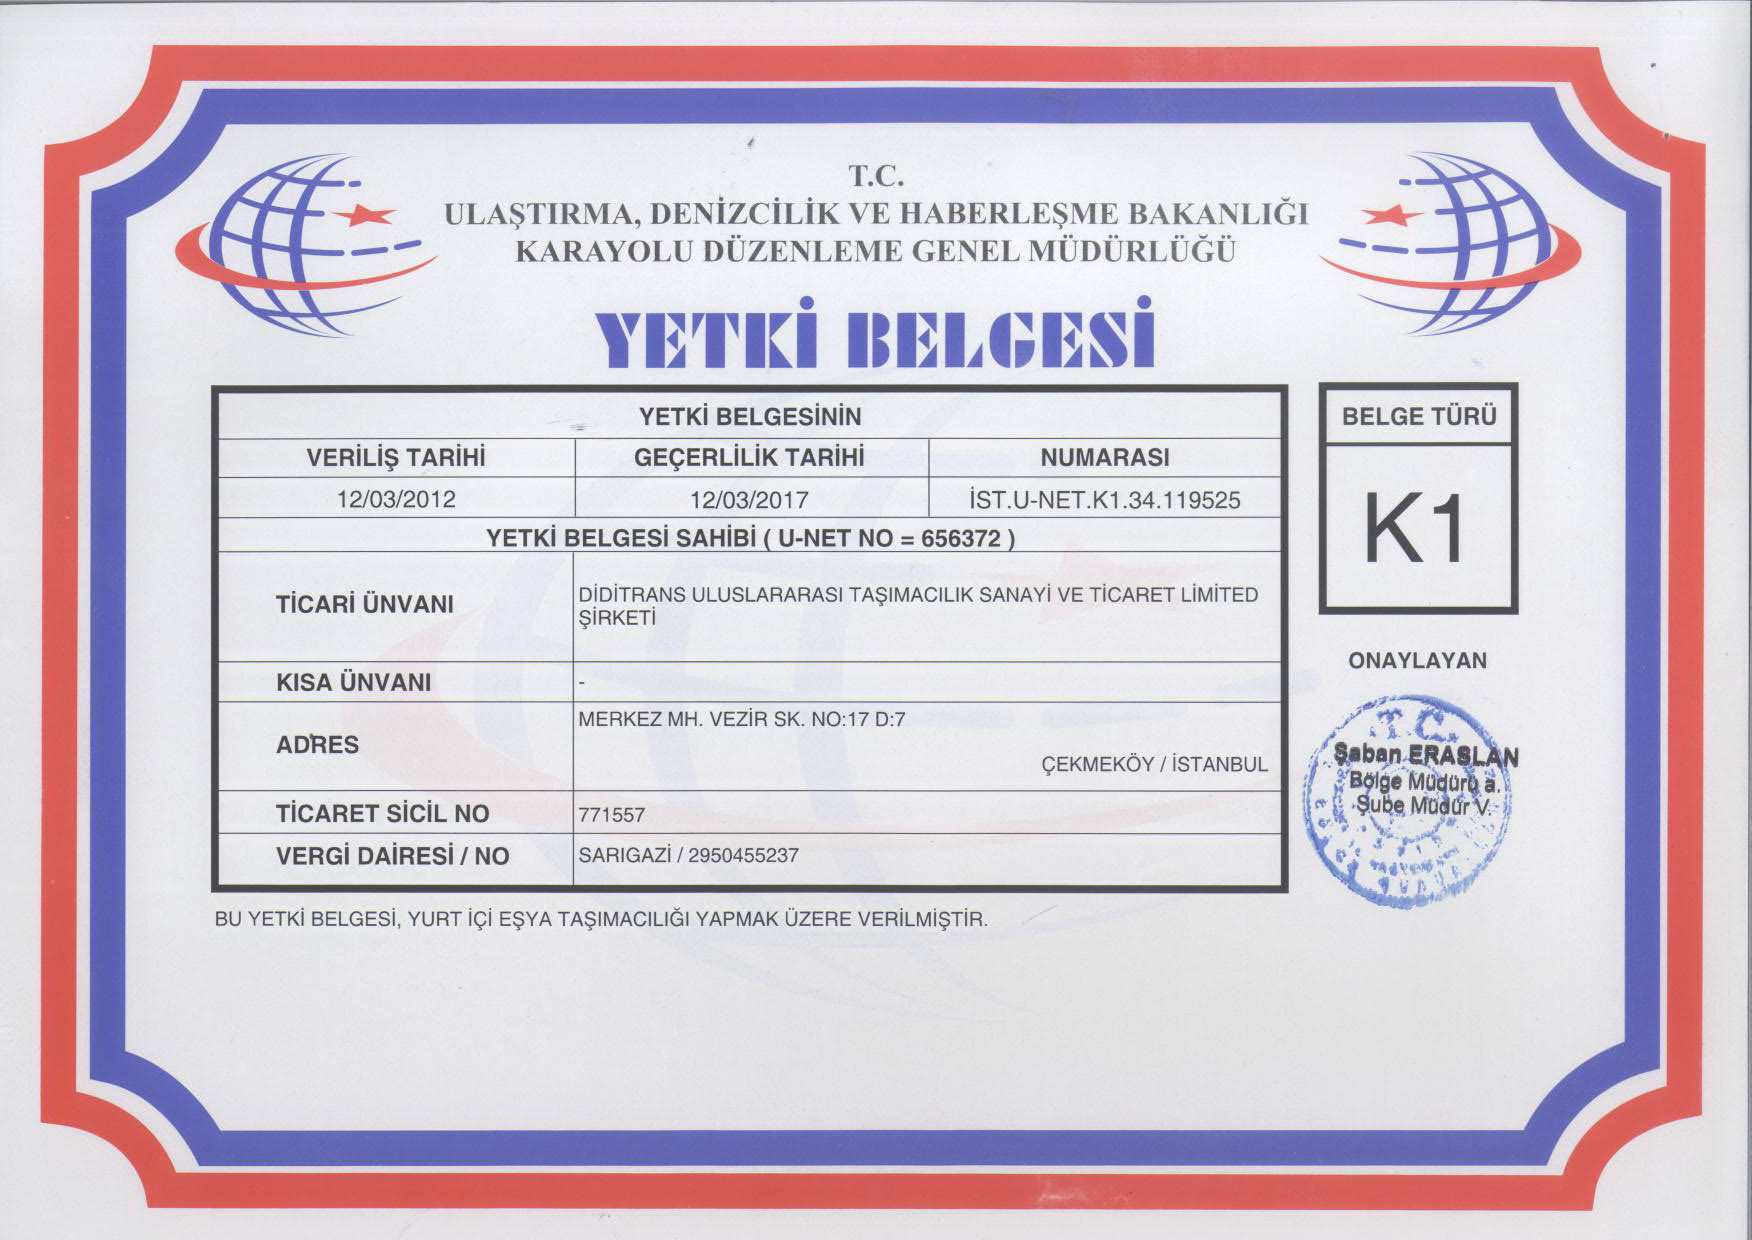 T.C.
ULAŞTIRMA, DENİZCİLİK VE HABERLEŞME BAKANLIĞI
KARAYOLU DÜZENLEME GENEL MÜDÜRLÜĞÜ
YETKİ BELGESİ
YETKİ BELGESİNİN
VERİLİŞ TARİHİ GEÇERLİLİK TARİHİ NUMARASI
12/03/2012 12/03/2017 İST.U-NET.K1.34.119525
YETKİ BELGESİ SAHİBİ ( U-NET NO = 656372 )
TİCARİ ÜNVANI
DİDİTRANS ULUSLARARASI TAŞIMACILIK SANAYİ VE TİCARET LİMİTED
ŞİRKETİ
KISA ÜNVANI -
ADRES
MERKEZ MH. VEZİR SK. NO:17 D:7
ÇEKMEKÖY / İSTANBUL
TİCARET SİCİL NO 771557
VERGİ DAİRESİ / NO SARIGAZİ / 2950455237
BU YETKİ BELGESİ, YURT İÇİ EŞYA TAŞIMACILIĞI YAPMAK ÜZERE VERİLMİŞTİR.
BELGE TÜRÜ
K1
ONAYLAYAN
T.C.
Şaban ERASLAN
Bölge Müdürü a.
Şube Müdür V.